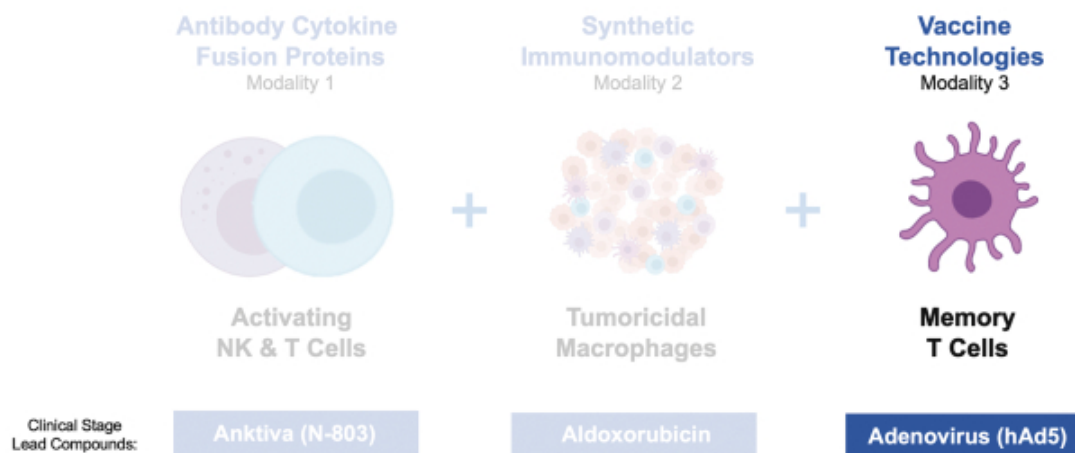 Antibody Cytokine
Fusion Proteins
Modality 1
Synthetic
Immunomodulators
Modality 2
Vaccine
Technologies
Modality 3
+
+
Activating
NK & T Cells
Tumoricidal
Macrophages
Memory
T Cells
Clinical Stage
Lead Compounds:
Anktiva (N-803)
Aldoxorubicin
Adenovirus (hAd5)